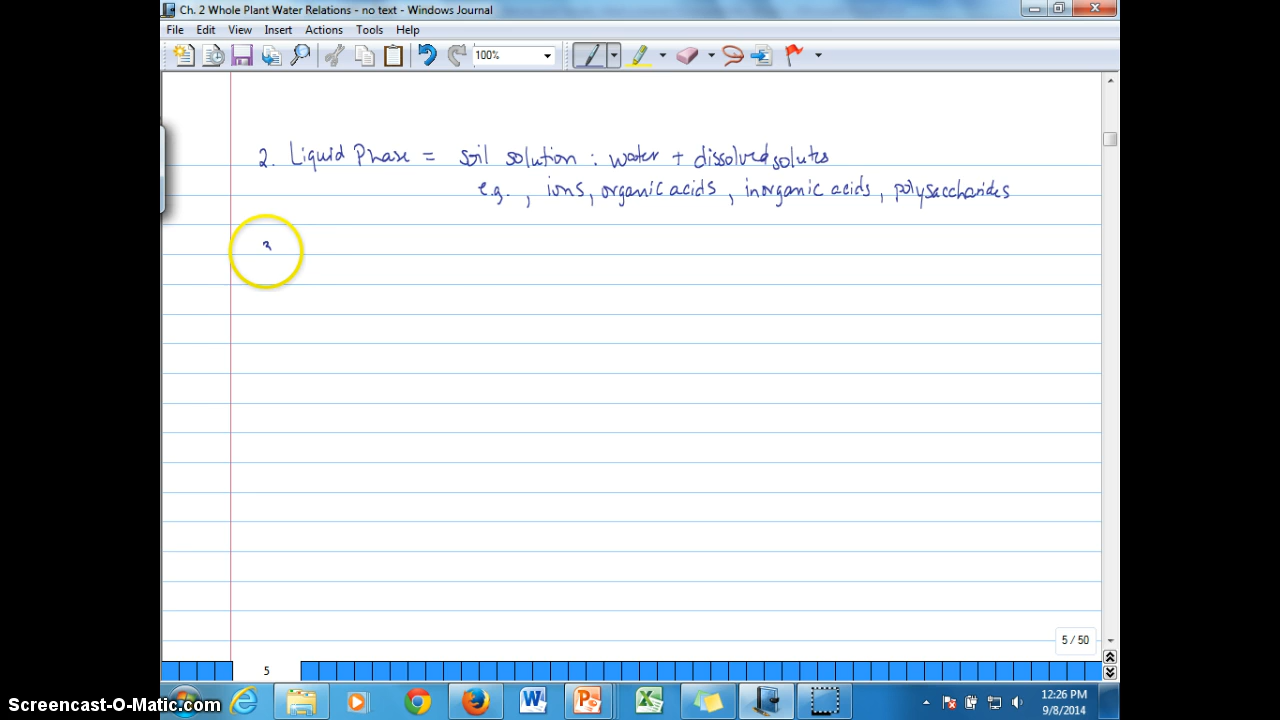 Ch. 2 Whole Plant Water Relations - no text - Windows Journal
File Edit View Insert Actions Tools Help
100%
2. Liquid Phase = soil solution : water + dissolved solutes
e.g. , ions, organic acids , inorganic acids , polysaccharides
5 / 50
5
12:26 PM
9/8/2014
Screencast-O-Matic.com